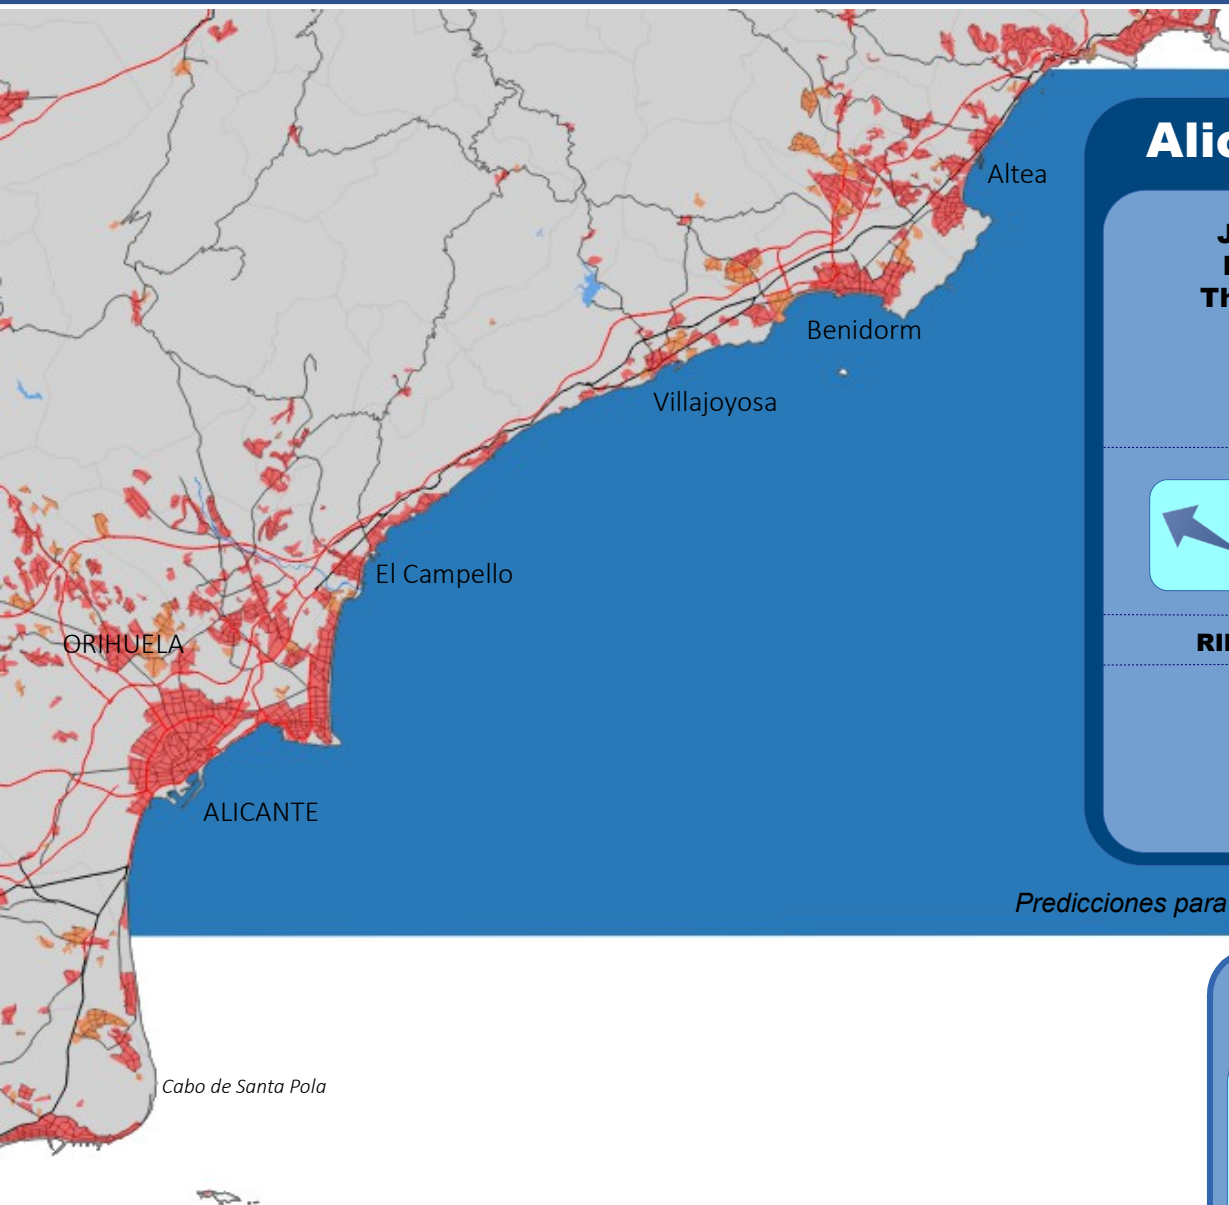 Altea
Benidorm
Villajoyosa
El Campello
ORIHUELA
ALICANTE
Predicciones para
Cabo de Santa Pola